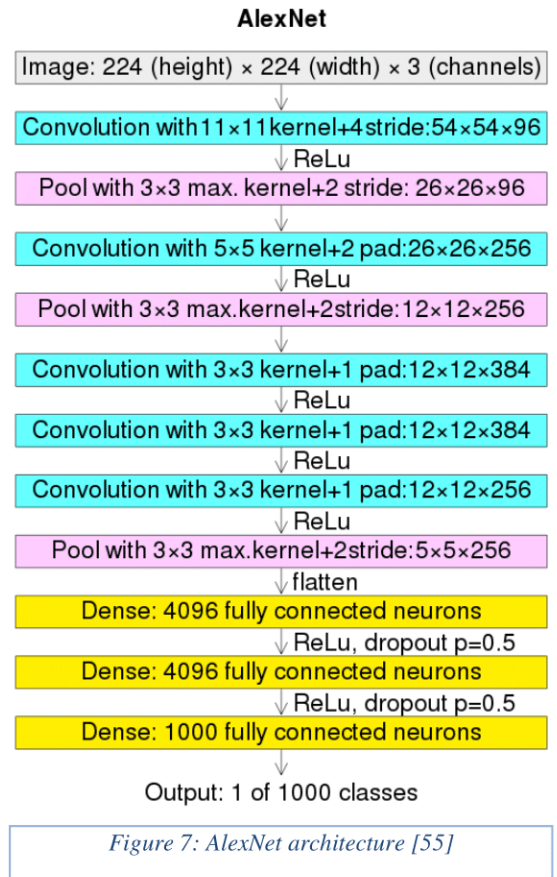 AlexNet
Image: 224 (height) × 224 (width) × 3 (channels)
Convolution with 11×11 kernel+4 stride:54×54×96
ReLu
Pool with 3×3 max. kernel+2 stride: 26×26×96
Convolution with 5×5 kernel+2 pad:26×26×256
ReLu
Pool with 3×3 max.kernel+2stride:12×12×256
Convolution with 3×3 kernel+1 pad:12×12×384
ReLu
Convolution with 3×3 kernel+1 pad:12×12×384
ReLu
Convolution with 3×3 kernel+1 pad:12×12×256
ReLu
Pool with 3×3 max.kernel+2stride:5×5×256
flatten
Dense: 4096 fully connected neurons
ReLu, dropout p=0.5
Dense: 4096 fully connected neurons
ReLu, dropout p=0.5
Dense: 1000 fully connected neurons
Output: 1 of 1000 classes
Figure 7: AlexNet architecture [55]